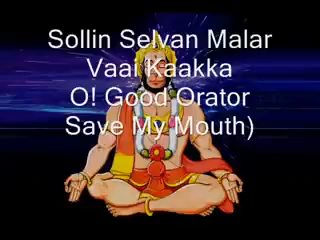 Sollin Selvan Malar
Vaai Kaakka
O! Good Orator
Save My Mouth)